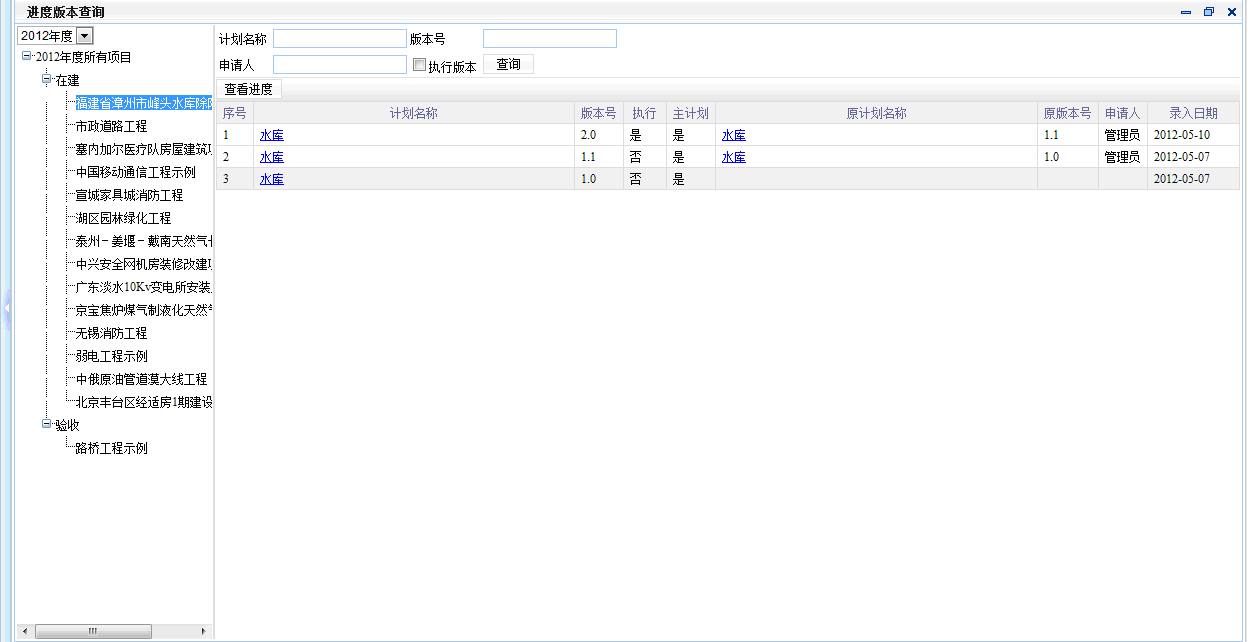 进度版本查询
2012年度
2012年度所有项目
在建
福建省漳州市峰头水库除
市政道路工程
塞内加尔医疗队房屋建筑
中国移动通信工程示例
宣城家具城消防工程
湖区园林绿化工程
泰州－姜堰－戴南天然气
中兴安全网机房装修改建
广东淡水10Kv变电所安装
京宝焦炉煤气制液化天然
无锡消防工程
弱电工程示例
中俄原油管道漠大线工程
北京丰台区经适房1期建设
验收
路桥工程示例
计划名称 版本号
申请人 执行版本 查询
查看进度
序号 计划名称 版本号 执行 主计划 原计划名称 原版本号 申请人 录入日期
1 水库 2.0 是 是 水库 1.1 管理员 2012-05-10
2 水库 1.1 否 是 水库 1.0 管理员 2012-05-07
3 水库 1.0 否 是 2012-05-07